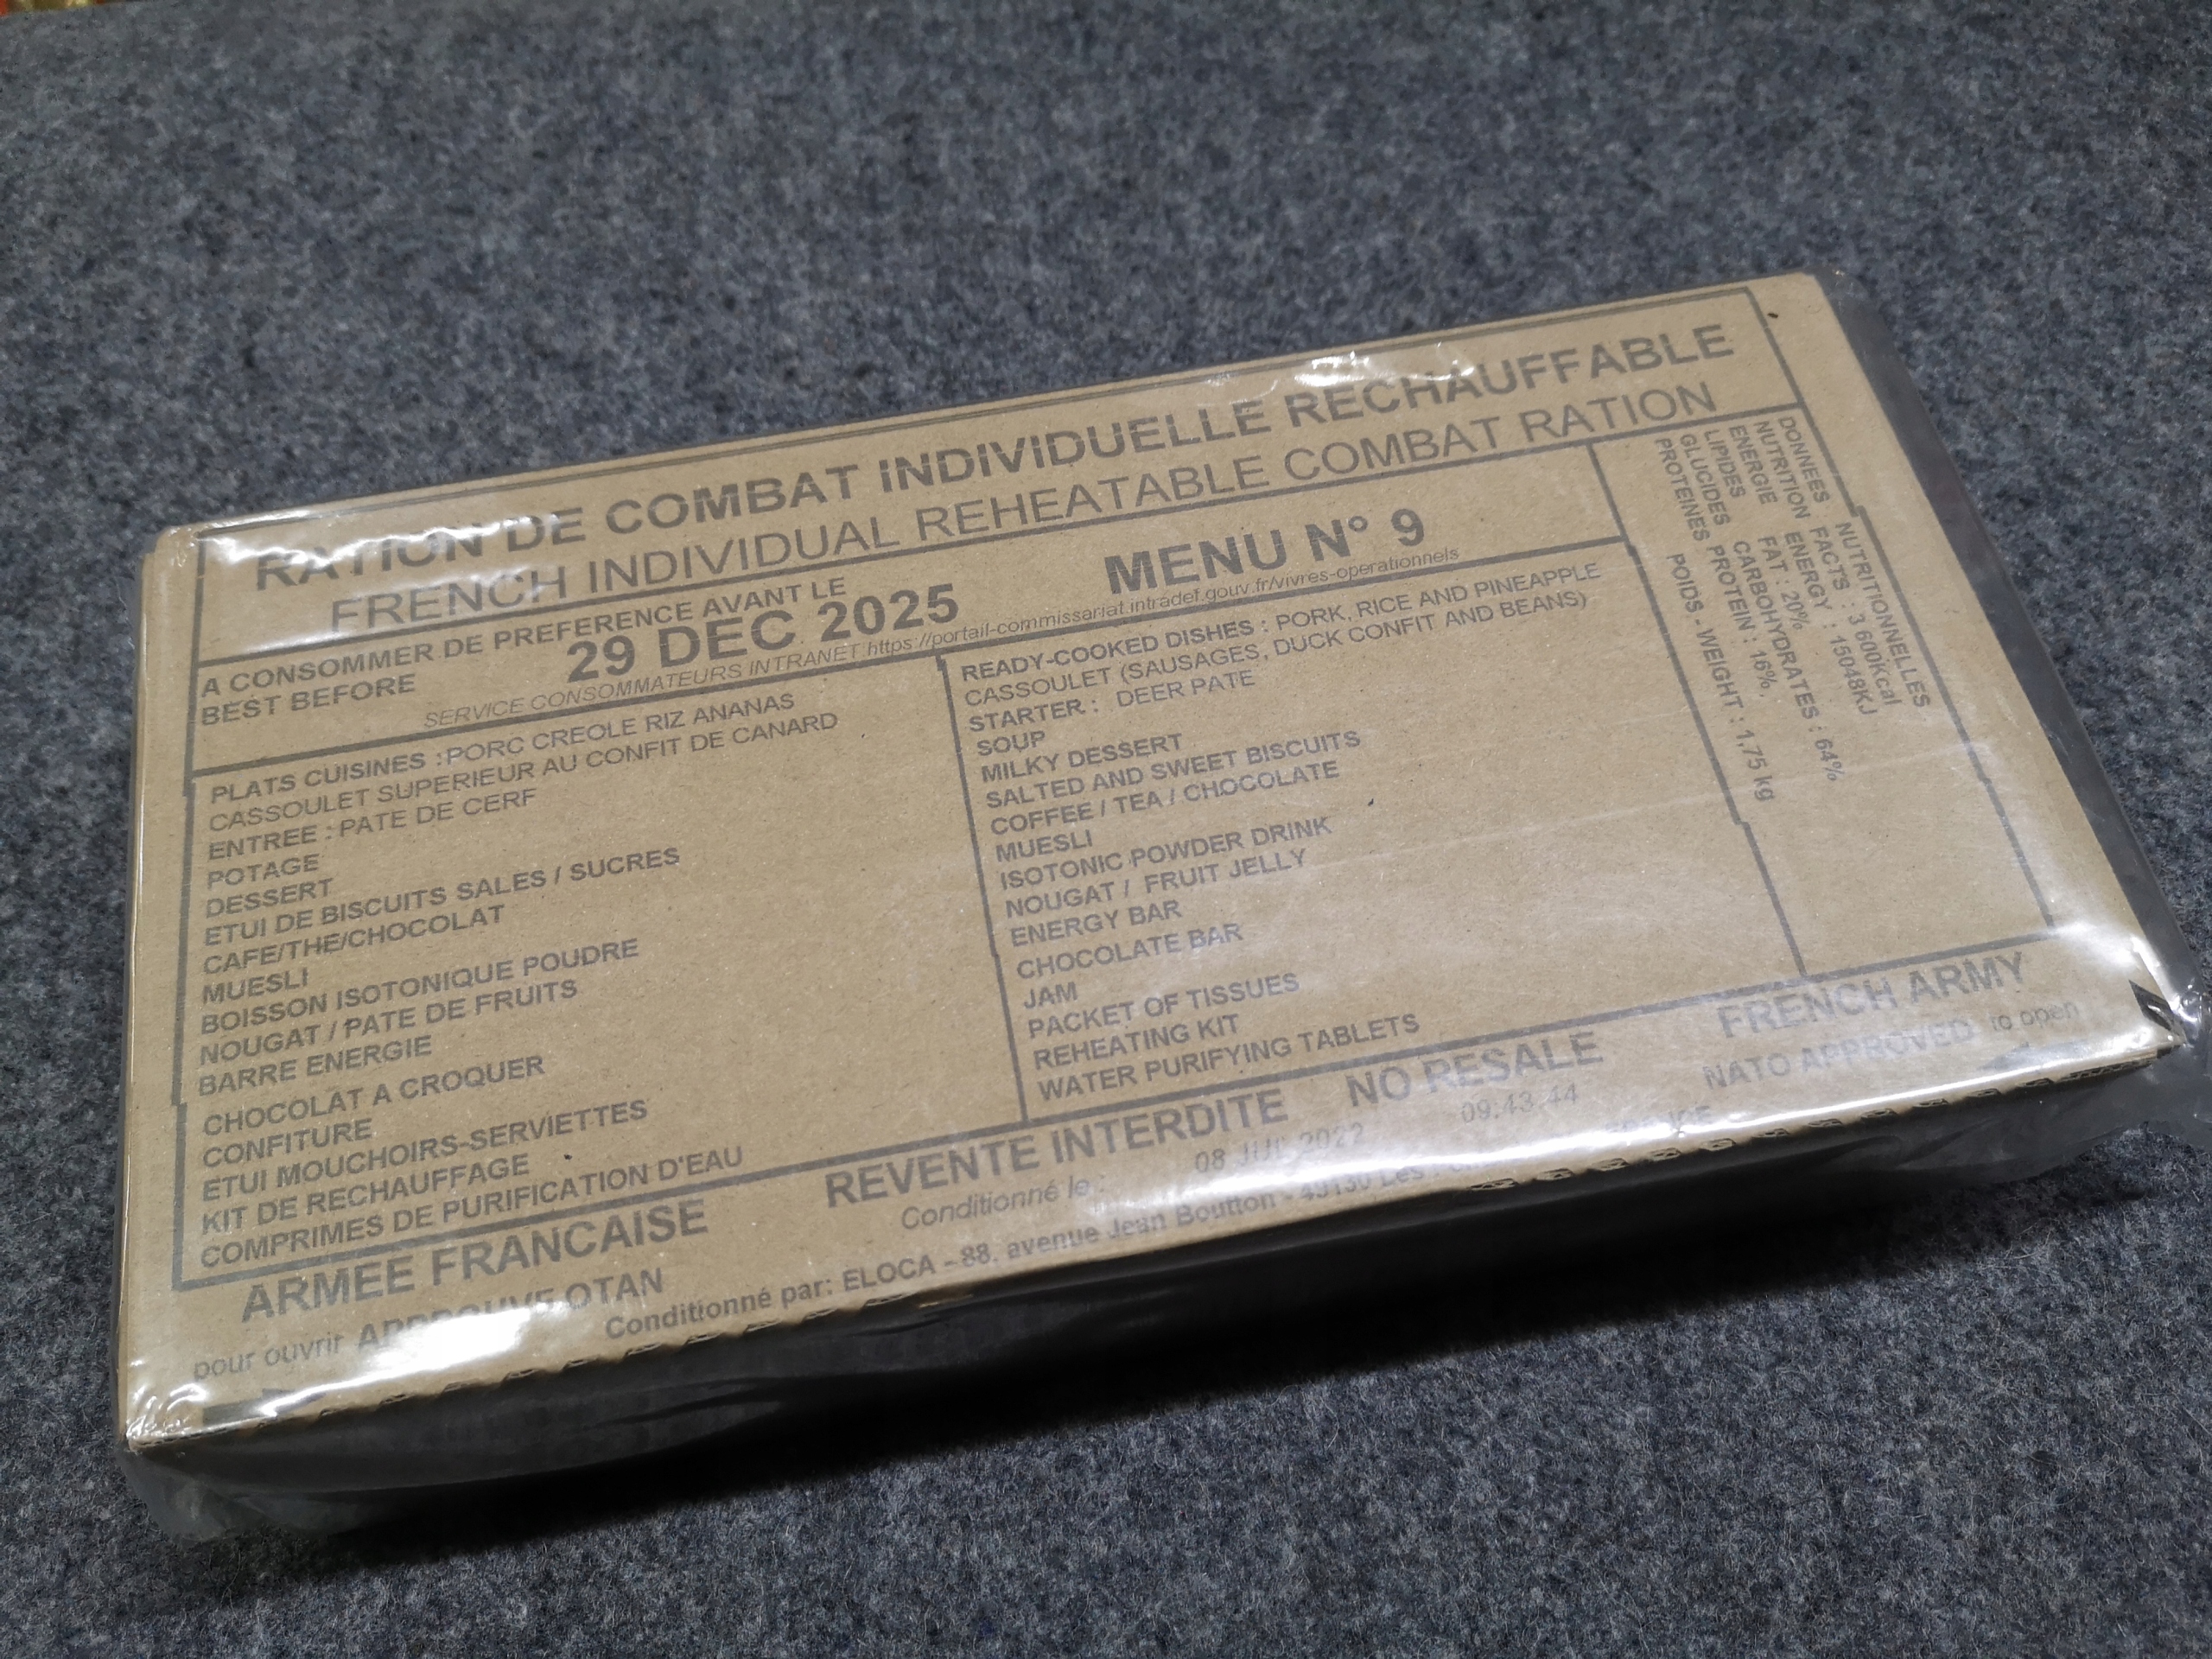 RATION DE COMBAT INDIVIDUELLE RECHAUFFABLE
FRENCH INDIVIDUAL REHEATABLE COMBAT RATION
A CONSOMMER DE PREFERENCE AVANT LE
BEST BEFORE
29 DEC 2025
MENU N° 9
SERVICE CONSOMMATEURS INTRANET https://portail-commissariat.intradef.gouv.fr/vivres-operationnels
PLATS CUISINES : PORC CREOLE RIZ ANANAS
CASSOULET SUPERIEUR AU CONFIT DE CANARD
ENTREE : PATE DE CERF
POTAGE
DESSERT
ETUI DE BISCUITS SALES / SUCRES
CAFE/THE/CHOCOLAT
MUESLI
BOISSON ISOTONIQUE POUDRE
NOUGAT / PATE DE FRUITS
BARRE ENERGIE
CHOCOLAT A CROQUER
CONFITURE
ETUI MOUCHOIRS-SERVIETTES
KIT DE RECHAUFFAGE
COMPRIMES DE PURIFICATION D'EAU
READY-COOKED DISHES : PORK, RICE AND PINEAPPLE
CASSOULET (SAUSAGES, DUCK CONFIT AND BEANS)
STARTER : DEER PATE
SOUP
MILKY DESSERT
SALTED AND SWEET BISCUITS
COFFEE / TEA / CHOCOLATE
MUESLI
ISOTONIC POWDER DRINK
NOUGAT / FRUIT JELLY
ENERGY BAR
CHOCOLATE BAR
JAM
PACKET OF TISSUES
REHEATING KIT
WATER PURIFYING TABLETS
DONNEES NUTRITIONNELLES
NUTRITION FACTS : 3 600Kcal
ENERGIE ENERGY : 15048KJ
LIPIDES FAT : 20%
GLUCIDES CARBOHYDRATES : 64%
PROTEINES PROTEIN : 16%.
POIDS - WEIGHT : 1,75 kg
ARMEE FRANCAISE
REVENTE INTERDITE NO RESALE
FRENCH ARMY
pour ouvrir APPROUVE OTAN
Conditionné le : 08 JUL 2022 09.43.44
NATO APPROVED to open
Conditionné par: ELOCA - 88, avenue Jean Boutton - 49130 Les